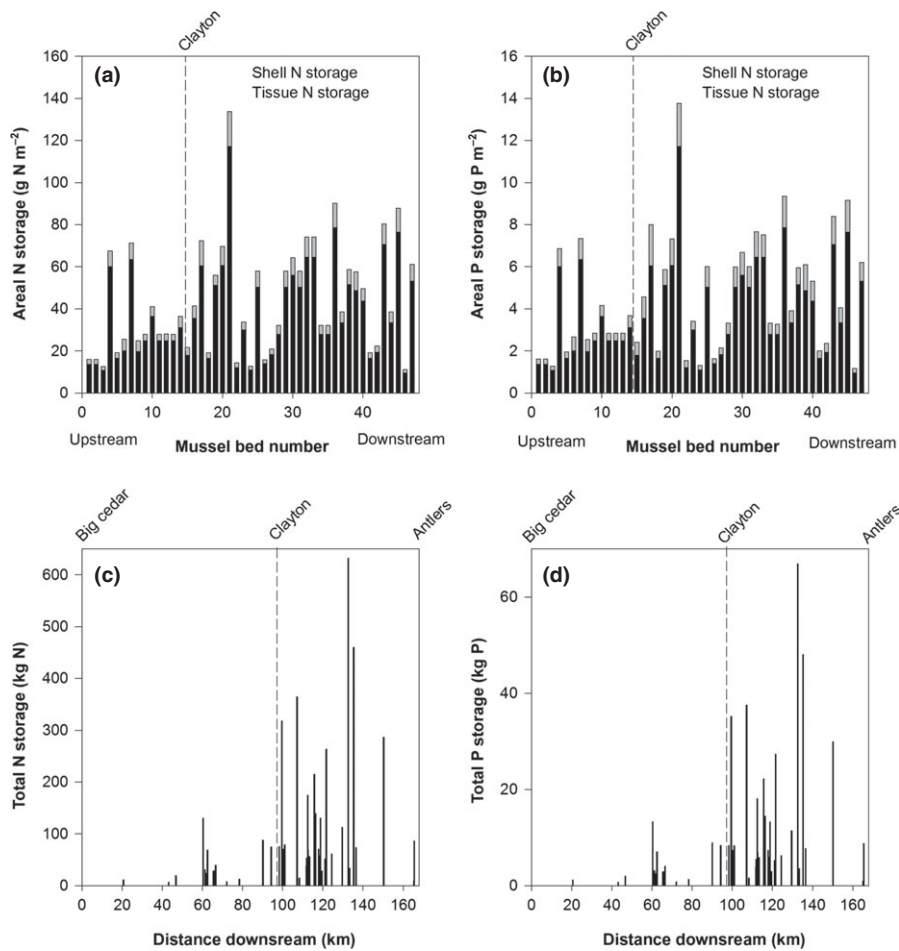 Clayton
Clayton
160
(a)
Shell N storage
Tissue N storage
140
120
100
80
60
40
20
0
Areal N storage (g N m⁻²)
0 10 20 30 40
Upstream
Mussel bed number
Downstream
16
(b)
Shell N storage
Tissue N storage
14
12
10
8
6
4
2
0
Areal P storage (g P m⁻²)
0 10 20 30 40
Upstream
Mussel bed number
Downstream
Big cedar
Clayton
Antlers
(c)
600
500
400
300
200
100
0
Total N storage (kg N)
0 20 40 60 80 100 120 140 160
Distance downsream (km)
Big cedar
Clayton
Antlers
(d)
60
40
20
0
Total P storage (kg P)
0 20 40 60 80 100 120 140 160
Distance downsream (km)